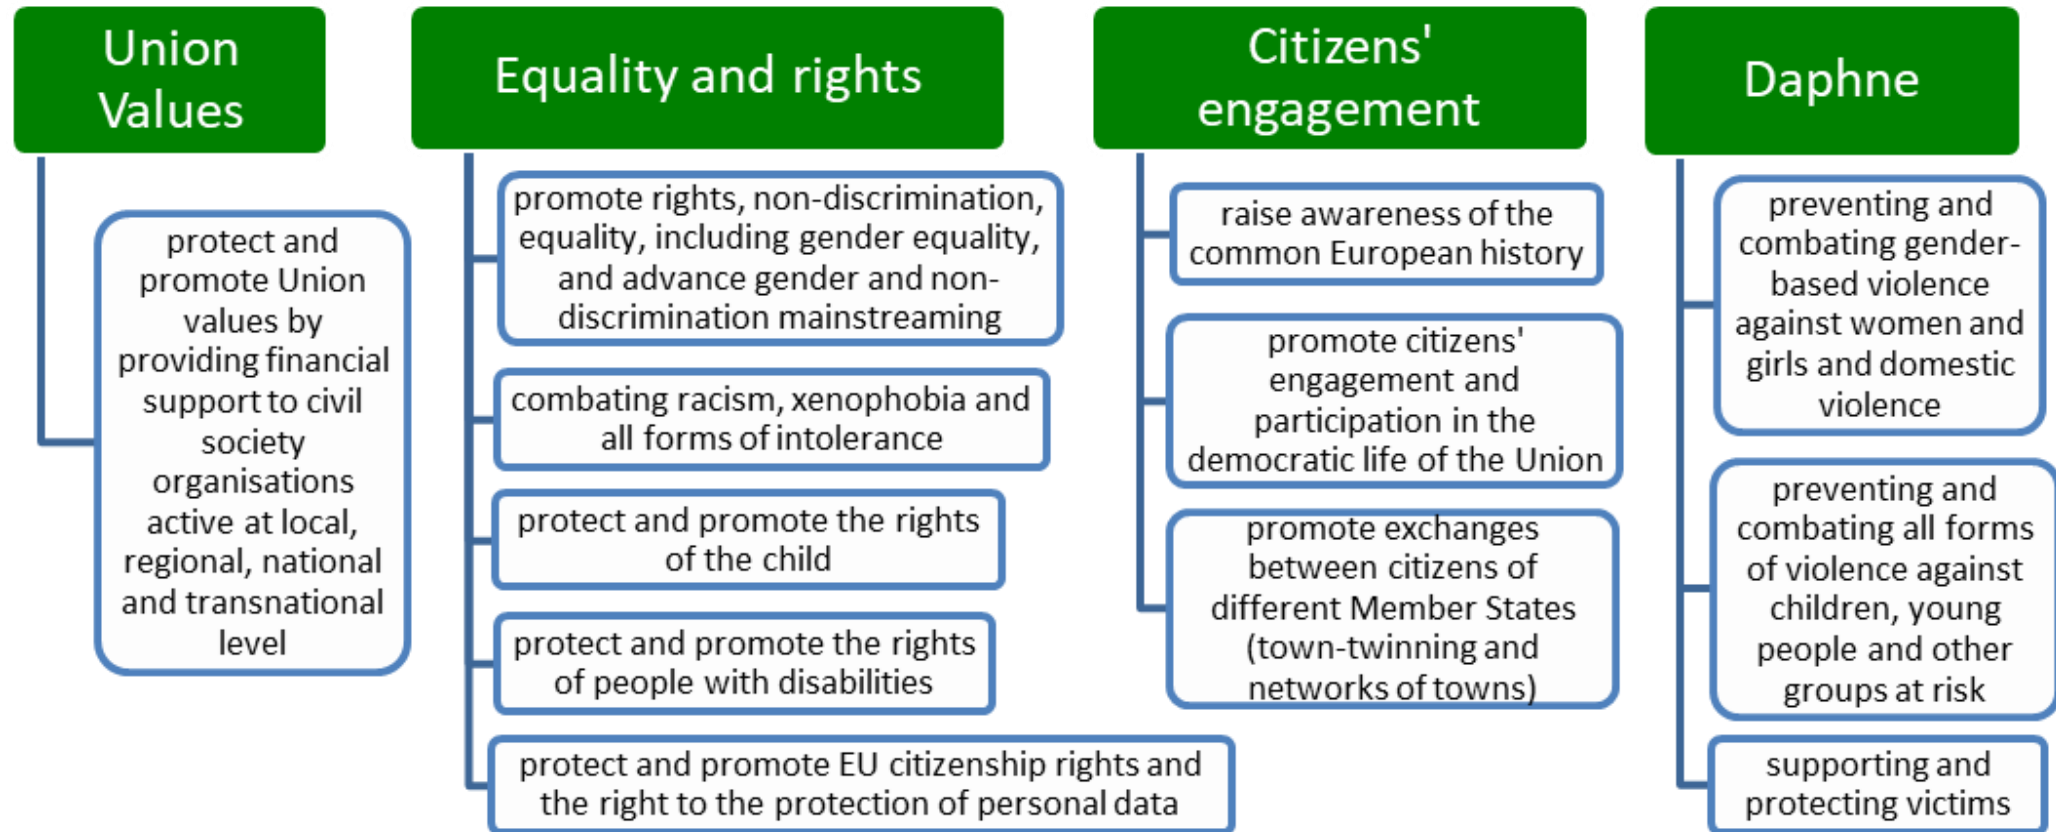 Union
Values
protect and
promote Union
values by
providing financial
support to civil
society
organisations
active at local,
regional, national
and transnational
level
Equality and rights
promote rights, non-discrimination,
equality, including gender equality,
and advance gender and non-
discrimination mainstreaming
combating racism, xenophobia and
all forms of intolerance
protect and promote the rights
of the child
protect and promote the rights
of people with disabilities
protect and promote EU citizenship rights and
the right to the protection of personal data
Citizens'
engagement
raise awareness of the
common European history
promote citizens'
engagement and
participation in the
democratic life of the Union
promote exchanges
between citizens of
different Member States
(town-twinning and
networks of towns)
Daphne
preventing and
combating gender-
based violence
against women and
girls and domestic
violence
preventing and
combating all forms
of violence against
children, young
people and other
groups at risk
supporting and
protecting victims